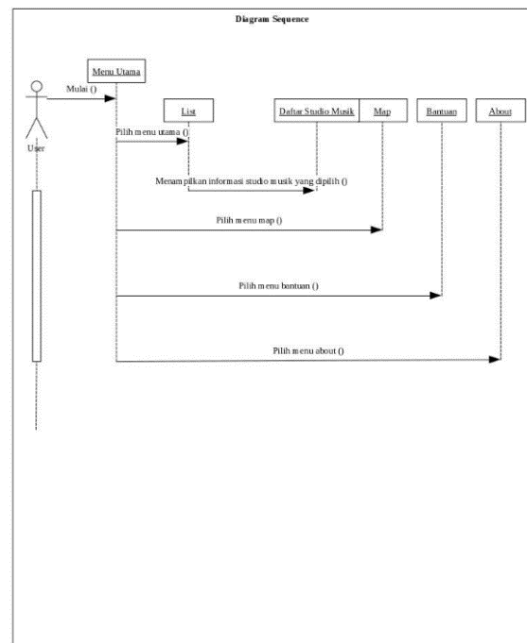 Diagram Sequence
Menu Utama
Mulai ()
User
List
Daftar Studio Musik
Map
Bantuan
About
Pilih menu utama ()
Menampilkan informasi studio musik yang dipilih ()
Pilih menu map ()
Pilih menu bantuan ()
Pilih menu about ()